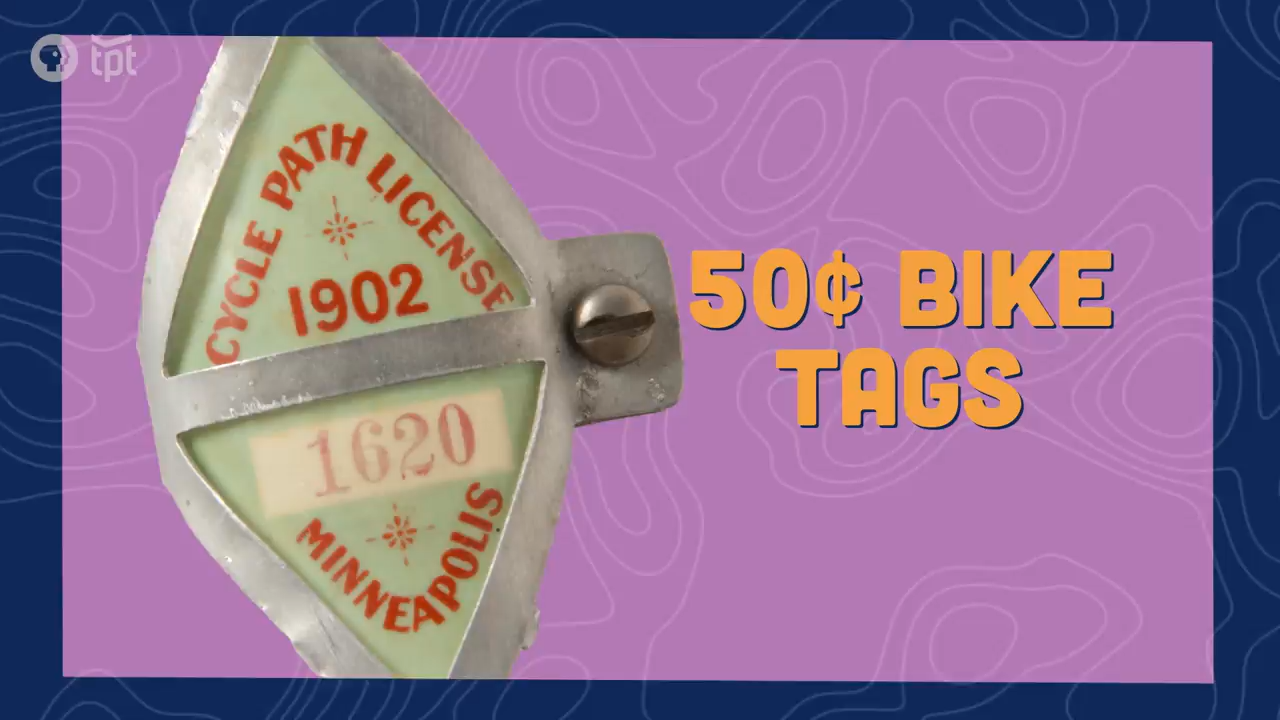 tpt
CYCLE PATH LICENSE
1902
1620
MINNEAPOLIS
50¢ BIKE
TAGS